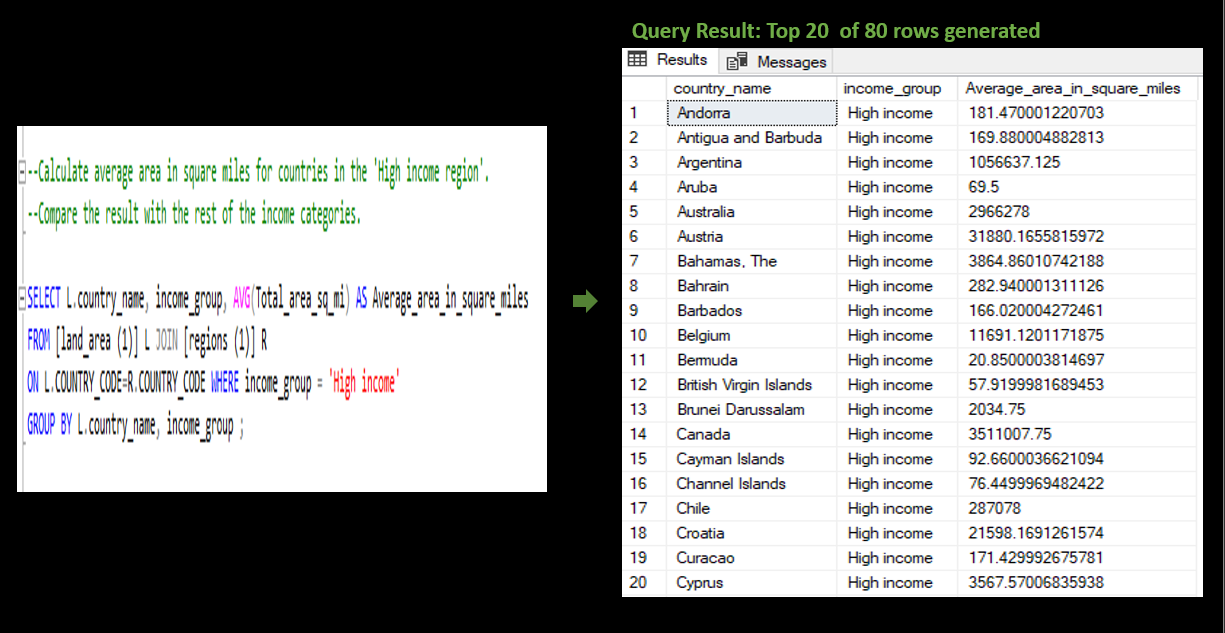 Query Result: Top 20 of 80 rows generated
Results Messages
country_name income_group Average_area_in_square_miles
1 Andorra High income 181.470001220703
2 Antigua and Barbuda High income 169.880004882813
3 Argentina High income 1056637.125
4 Aruba High income 69.5
5 Australia High income 2966278
6 Austria High income 31880.1655815972
7 Bahamas, The High income 3864.86010742188
8 Bahrain High income 282.940001311126
9 Barbados High income 166.020004272461
10 Belgium High income 11691.1201171875
11 Bermuda High income 20.8500003814697
12 British Virgin Islands High income 57.9199981689453
13 Brunei Darussalam High income 2034.75
14 Canada High income 3511007.75
15 Cayman Islands High income 92.6600036621094
16 Channel Islands High income 76.4499969482422
17 Chile High income 287078
18 Croatia High income 21598.1691261574
19 Curacao High income 171.429992675781
20 Cyprus High income 3567.57006835938
--Calculate average area in square miles for countries in the 'High income region'.
--Compare the result with the rest of the income categories.
SELECT L.country_name, income_group, AVG(Total_area_sq_mi) AS Average_area_in_square_miles
FROM [land_area (1)] L JOIN [regions (1)] R
ON L.COUNTRY_CODE=R.COUNTRY_CODE WHERE income_group = 'High income'
GROUP BY L.country_name, income_group ;